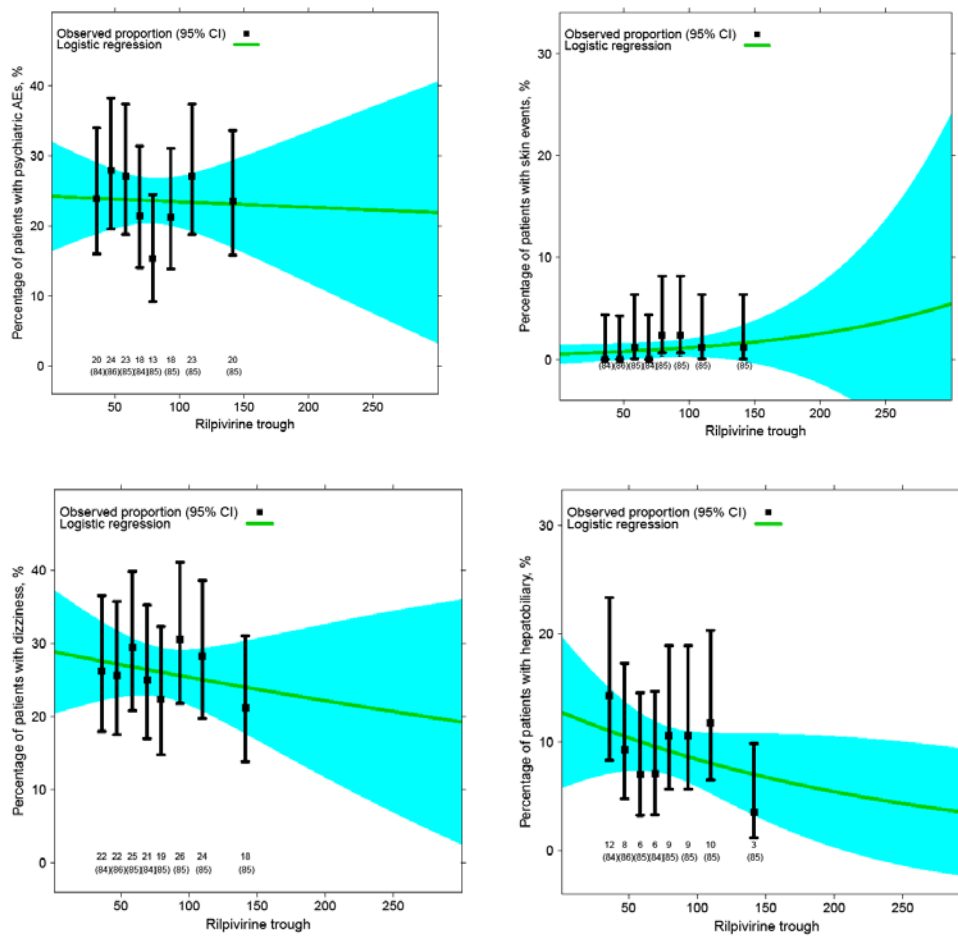 Observed proportion (95% CI)
Logistic regression
Percentage of patients with psychiatric AEs, %
40
30
20
10
0
20 24 23 18 13 18 23 20
(84)(86)(85)(84)(85) (85) (85) (85)
50 100 150 200 250
Rilpivirine trough
Observed proportion (95% CI)
Logistic regression
Percentage of patients with skin events, %
30
20
10
0
(84) (86) (85) (84) (85) (85) (85) (85)
50 100 150 200 250
Rilpivirine trough
Observed proportion (95% CI)
Logistic regression
Percentage of patients with dizziness, %
40
30
20
10
0
22 22 25 21 19 26 24 18
(84)(86)(85)(84)(85) (85) (85) (85)
50 100 150 200 250
Rilpivirine trough
Observed proportion (95% CI)
Logistic regression
Percentage of patients with hepatobiliary, %
30
20
10
0
12 8 6 6 9 9 10 3
(84)(86)(85)(84)(85) (85) (85) (85)
50 100 150 200 250
Rilpivirine trough